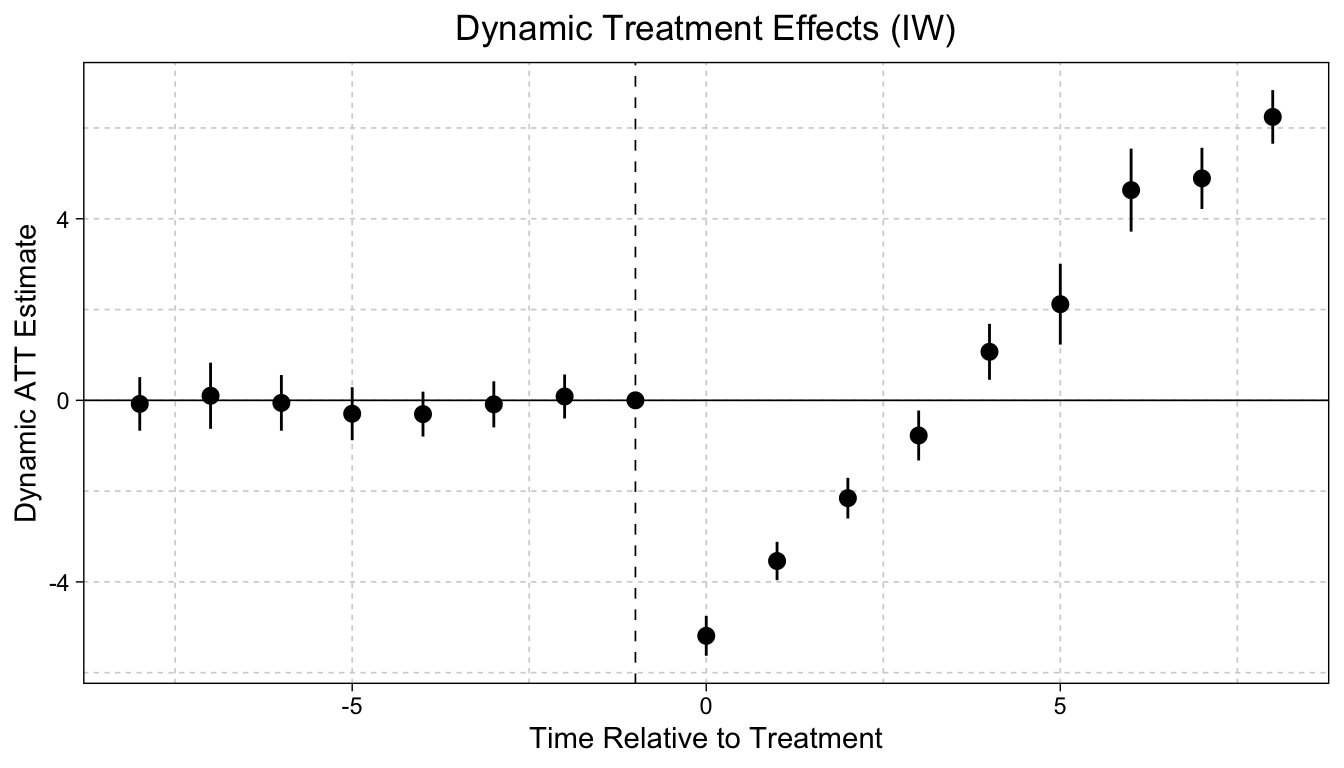 Dynamic Treatment Effects (IW)
Dynamic ATT Estimate
4
0
-4
-5
0
5
Time Relative to Treatment